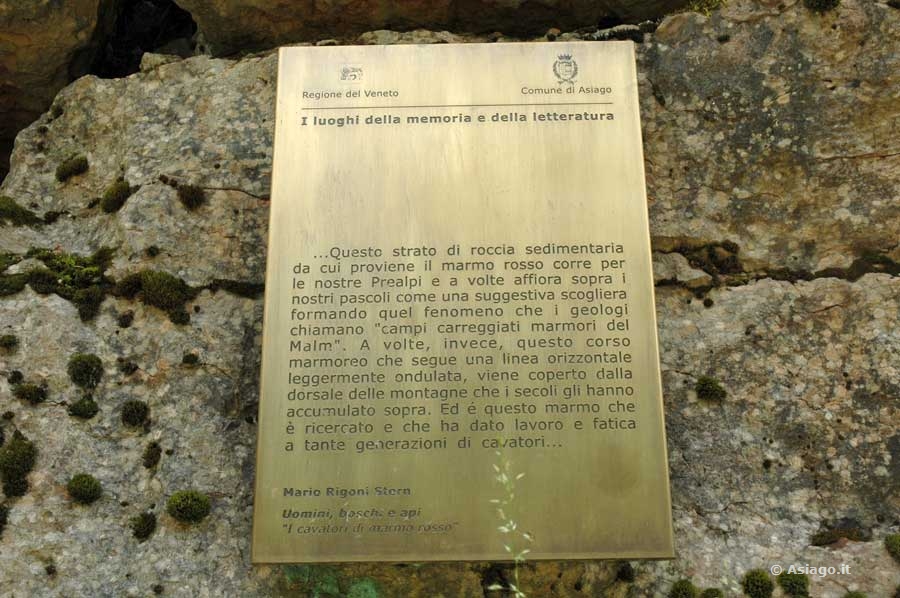 Regione del Veneto
Comune di Asiago
I luoghi della memoria e della letteratura
...Questo strato di roccia sedimentaria
da cui proviene il marmo rosso corre per
le nostre Prealpi e a volte affiora sopra i
nostri pascoli come una suggestiva scogliera
formando quel fenomeno che i geologi
chiamano "campi carreggiati marmori del
Malm". A volte, invece, questo corso
marmoreo che segue una linea orizzontale
leggermente ondulata, viene coperto dalla
dorsale delle montagne che i secoli gli hanno
accumulato sopra. Ed é questo marmo che
è ricercato e che ha dato lavoro e fatica
a tante generazioni di cavatori...
Mario Rigoni Stern
Uomini, boschi e api
"I cavatori di marmo rosso"
© Asiago.it